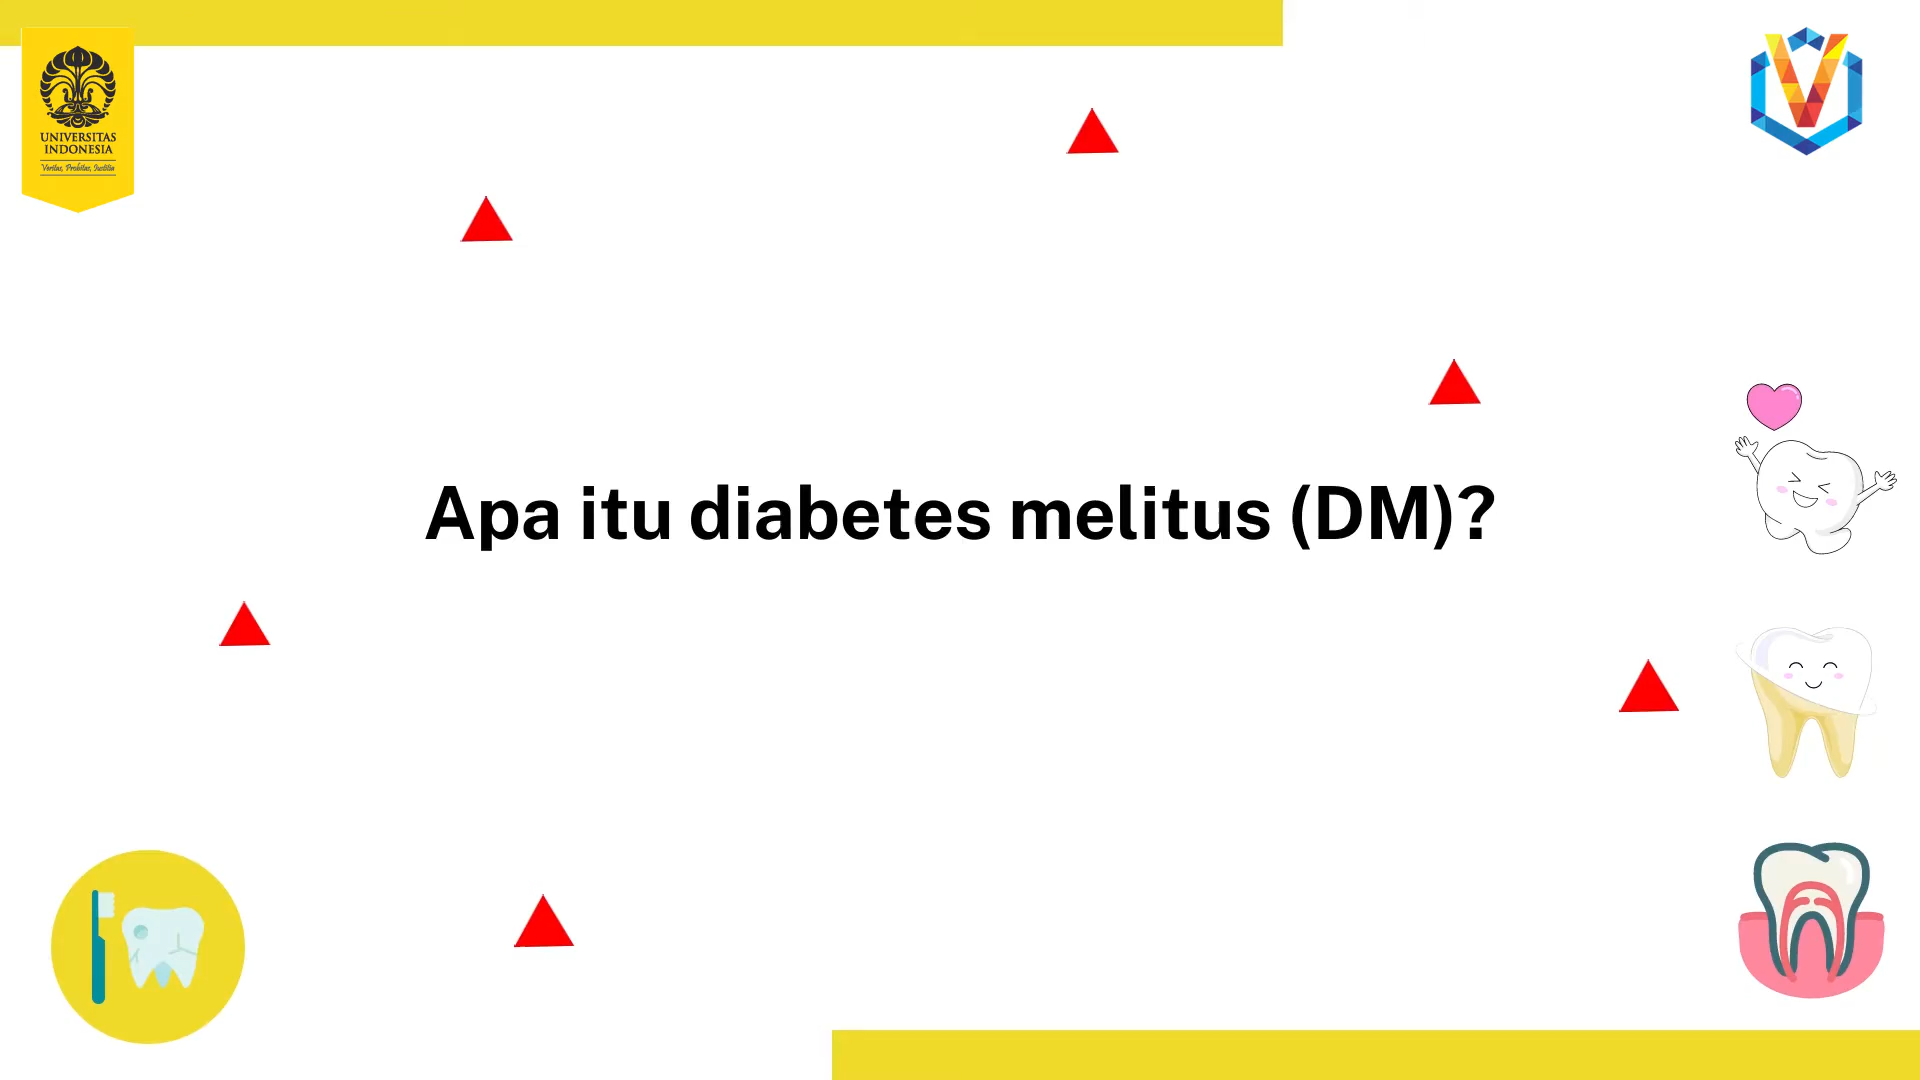 UNIVERSITAS
INDONESIA
Veritas, Probitas, Iustitia
Apa itu diabetes melitus (DM)?